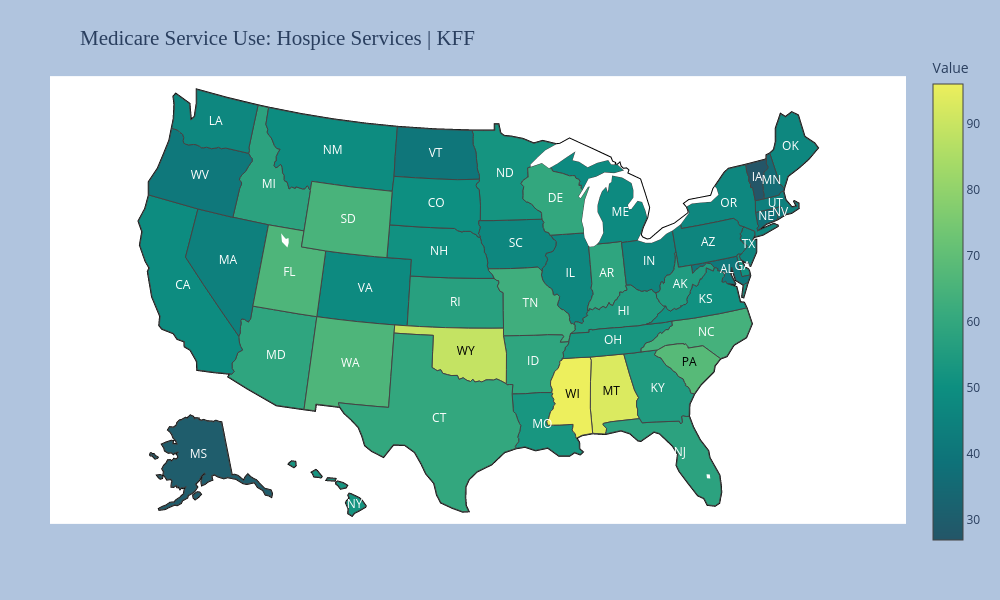 Medicare Service Use: Hospice Services | KFF
Value
LA
NM
VT
ND
OK
WV
MI
SD
CO
DE
ME
OR
IA
MN
UT
NV
NE
CA
MA
FL
VA
NH
SC
IL
AR
IN
AZ
TX
GA
AL
AK
KS
RI
TN
HI
NC
MD
WA
WY
ID
OH
PA
CT
WI
MT
KY
MO
NJ
MS
NY
90
80
70
60
50
40
30